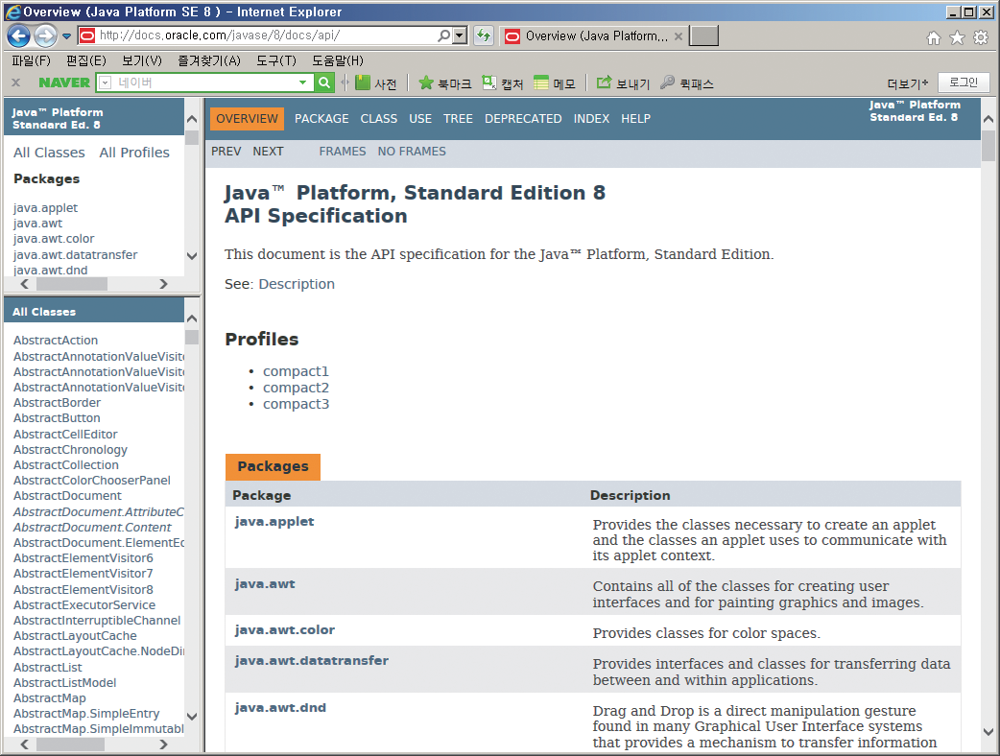 Overview (Java Platform SE 8 ) - Internet Explorer
http://docs.oracle.com/javase/8/docs/api/
Overview (Java Platform,...
파일(F) 편집(E) 보기(V) 즐겨찾기(A) 도구(T) 도움말(H)
NAVER 네이버 사전 북마크 캡처 메모 보내기 퀵패스 더보기 로그인
Java™ Platform
Standard Ed. 8
All Classes All Profiles
Packages
java.applet
java.awt
java.awt.color
java.awt.datatransfer
java.awt.dnd
All Classes
AbstractAction
AbstractAnnotationValueVisito
AbstractAnnotationValueVisito
AbstractAnnotationValueVisito
AbstractBorder
AbstractButton
AbstractCellEditor
AbstractChronology
AbstractCollection
AbstractColorChooserPanel
AbstractDocument
AbstractDocument.AttributeC
AbstractDocument.Content
AbstractDocument.ElementEd
AbstractElementVisitor6
AbstractElementVisitor7
AbstractElementVisitor8
AbstractExecutorService
AbstractInterruptibleChannel
AbstractLayoutCache
AbstractLayoutCache.NodeDi
AbstractList
AbstractListModel
AbstractMap
AbstractMap.SimpleEntry
AbstractMap.SimpleImmutabl
OVERVIEW PACKAGE CLASS USE TREE DEPRECATED INDEX HELP
Java™ Platform
Standard Ed. 8
PREV NEXT FRAMES NO FRAMES
Java™ Platform, Standard Edition 8
API Specification
This document is the API specification for the Java™ Platform, Standard Edition.
See: Description
Profiles
• compact1
• compact2
• compact3
Packages
Package Description
java.applet
Provides the classes necessary to create an applet
and the classes an applet uses to communicate with
its applet context.
java.awt
Contains all of the classes for creating user
interfaces and for painting graphics and images.
java.awt.color
Provides classes for color spaces.
java.awt.datatransfer
Provides interfaces and classes for transferring data
between and within applications.
java.awt.dnd
Drag and Drop is a direct manipulation gesture
found in many Graphical User Interface systems
that provides a mechanism to transfer information